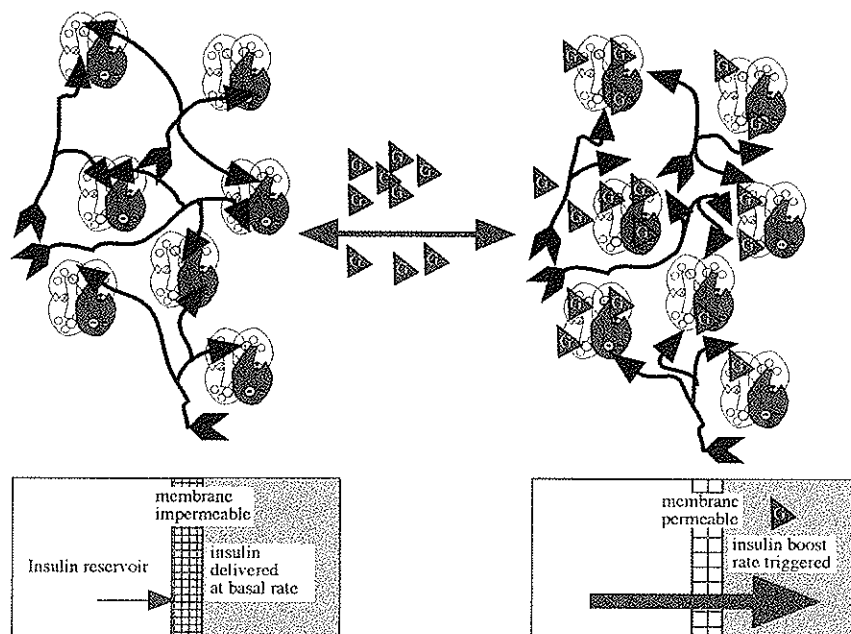 G
G
G
G
G
G
G
G
membrane
impermeable
Insulin reservoir
insulin
delivered
at basal rate
membrane
permeable
G
insulin boost
rate triggered